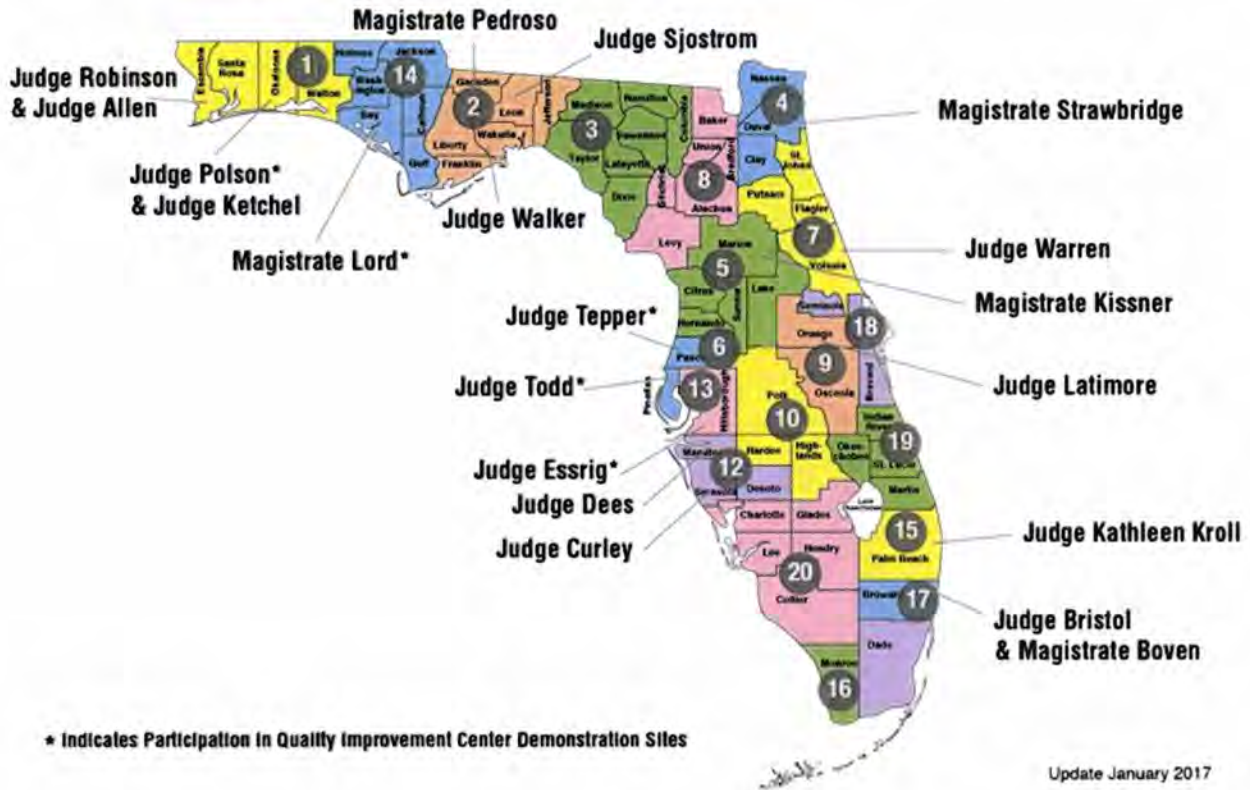 Magistrate Pedroso
Judge Sjostrom
Judge Robinson
& Judge Allen
Magistrate Strawbridge
Judge Polson*
& Judge Ketchel
Judge Walker
Magistrate Lord*
Judge Warren
Magistrate Kissner
Judge Tepper*
Judge Todd*
Judge Latimore
Judge Essrig*
Judge Dees
Judge Curley
Judge Kathleen Kroll
Judge Bristol
& Magistrate Boven
Escambia
Santa
Rosa
Okaloosa
1
Walton
Holmes
Jackson
14
Wash-
ington
Bay
Calhoun
Gulf
Gadsden
2
Leon
Jefferson
Wakulla
Liberty
Franklin
Madison
Hamilton
3
Suwannee
Columbia
Taylor
Lafayette
Dixie
Baker
Union
Bradford
8
Gilchrist
Alachua
Levy
Nassau
4
Duval
Clay
St.
Johns
Putnam
Flagler
7
Volusia
Marion
5
Citrus
Sumter
Lake
Hernando
Pasco
6
Pinellas
13
Hillsborough
Seminole
Orange
18
9
Osceola
Brevard
Polk
10
Indian
River
19
Okee-
chobee
St. Lucie
Martin
Manatee
12
Hardee
High-
lands
Sarasota
Desoto
Charlotte
Glades
Lee
Hendry
20
Collier
15
Palm Beach
Broward
17
Dade
Monroe
16
* Indicates Participation in Quality Improvement Center Demonstration Sites
Update January 2017